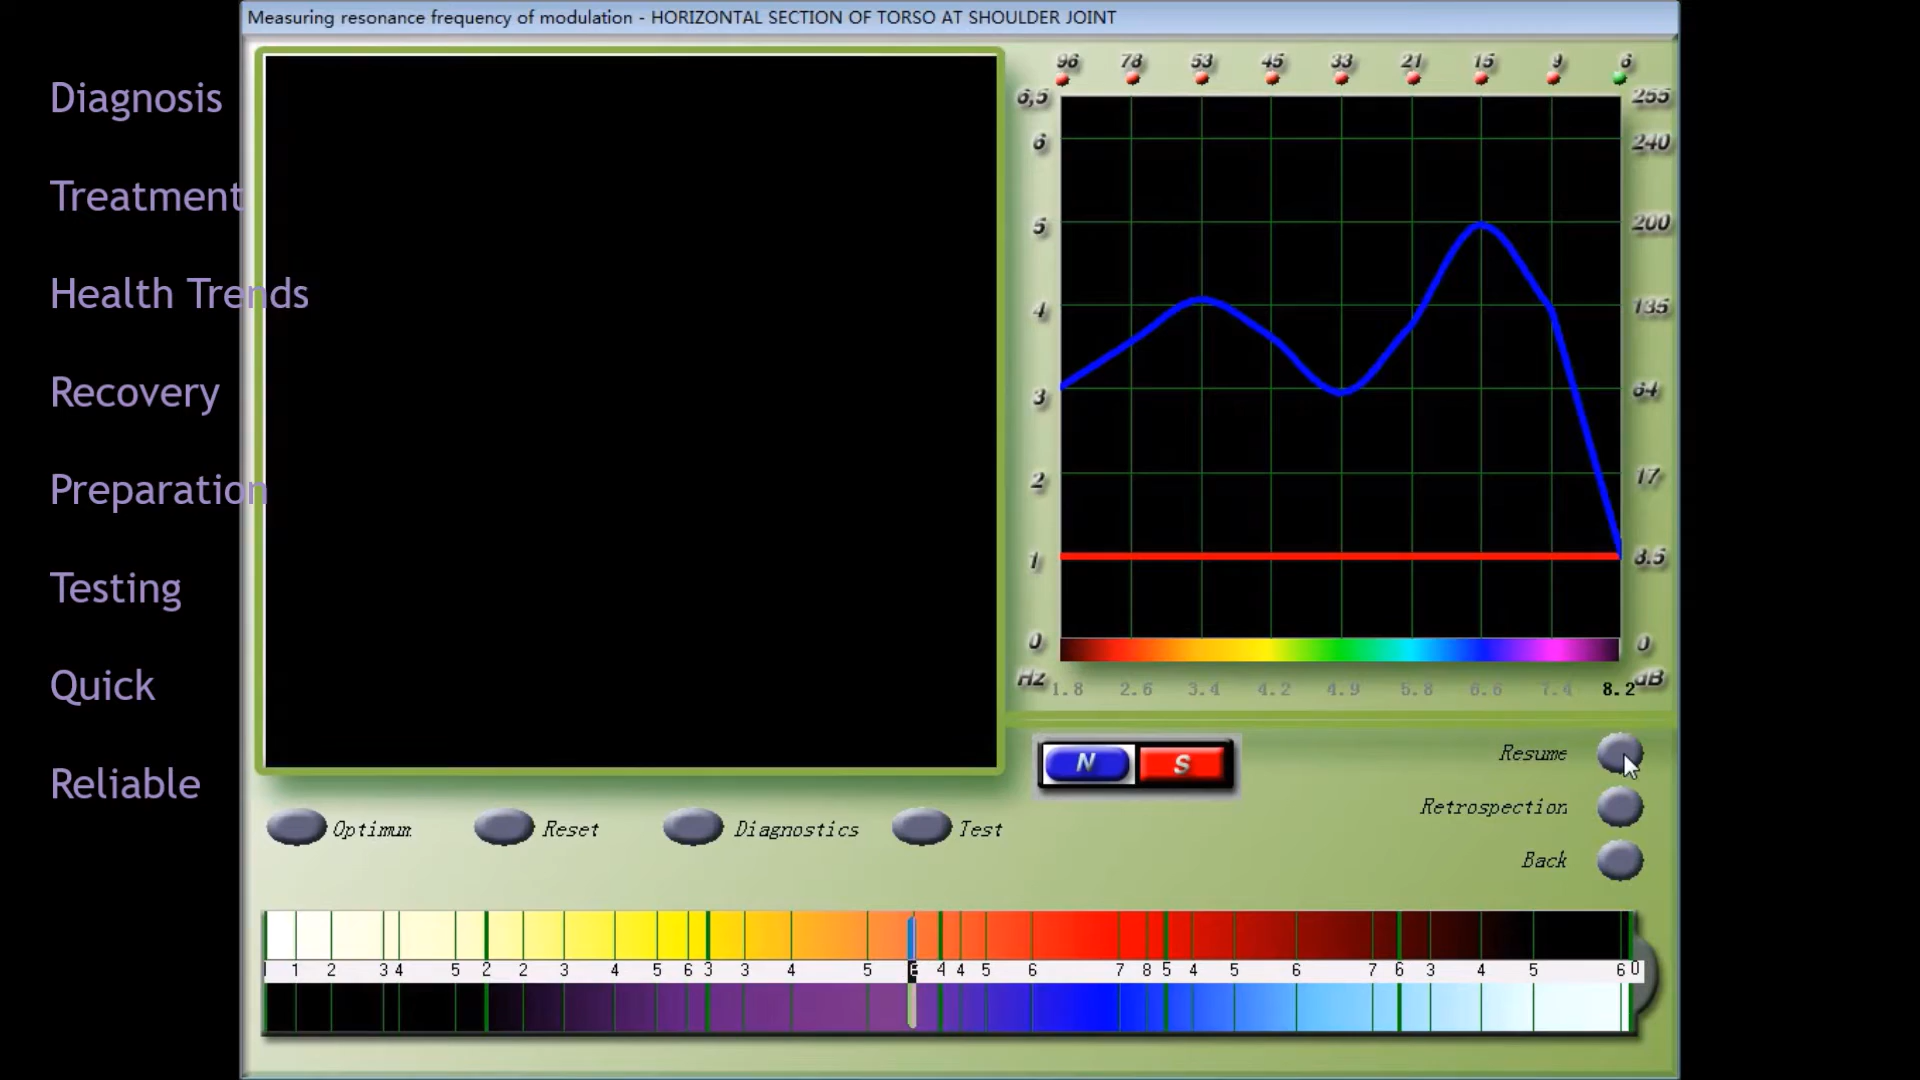 Measuring resonance frequency of modulation - HORIZONTAL SECTION OF TORSO AT SHOULDER JOINT
Diagnosis
Treatment
Health Trends
Recovery
Preparation
Testing
Quick
Reliable
96 78 53 45 33 21 15 9 6
6,5 255
6 240
5 200
4 135
3 64
2 17
1 8.5
0 0
Hz 1.8 2.6 3.4 4.2 4.9 5.8 6.6 7.4 8.2 dB
N S
Resume
Retrospection
Back
Optimum Reset Diagnostics Test
1 2 3 4 5 2 2 3 4 5 6 3 3 4 5 4 4 5 6 7 8 5 4 5 6 7 6 3 4 5 6 0